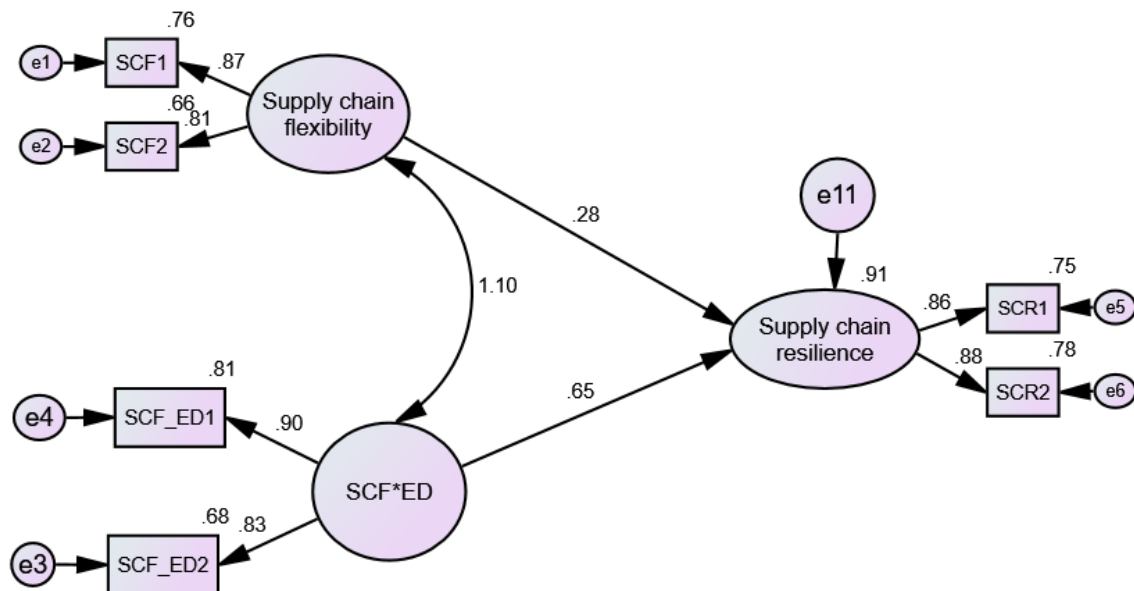 .76
e1
SCF1
.87
Supply chain
flexibility
.66
.81
e2
SCF2
e11
.28
.91
.75
1.10
.86
SCR1
e5
Supply chain
resilience
.78
.88
SCR2
e6
.81
.65
e4
SCF_ED1
.90
SCF*ED
.68
.83
e3
SCF_ED2